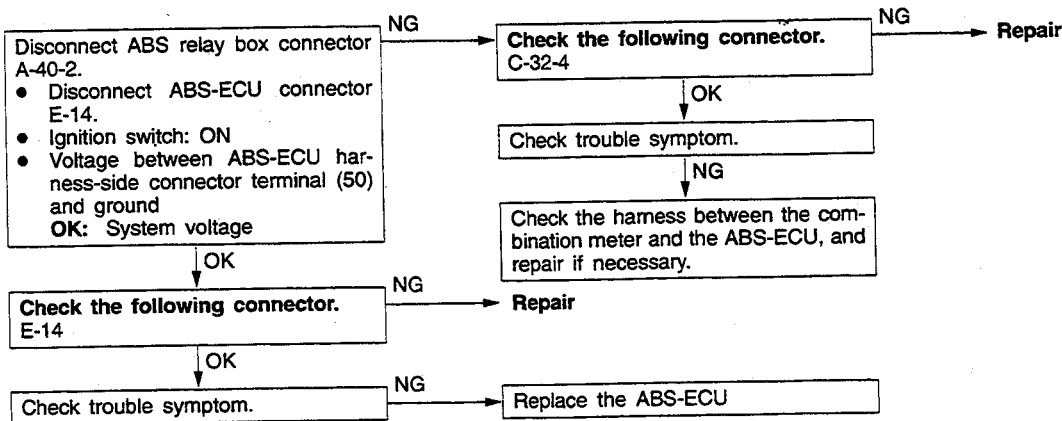 Disconnect ABS relay box connector
A-40-2.
● Disconnect ABS-ECU connector
E-14.
● Ignition switch: ON
● Voltage between ABS-ECU har-
ness-side connector terminal (50)
and ground
OK: System voltage
NG
Check the following connector.
C-32-4
NG
Repair
OK
Check trouble symptom.
NG
Check the harness between the com-
bination meter and the ABS-ECU, and
repair if necessary.
OK
Check the following connector.
E-14
NG
Repair
OK
Check trouble symptom.
NG
Replace the ABS-ECU